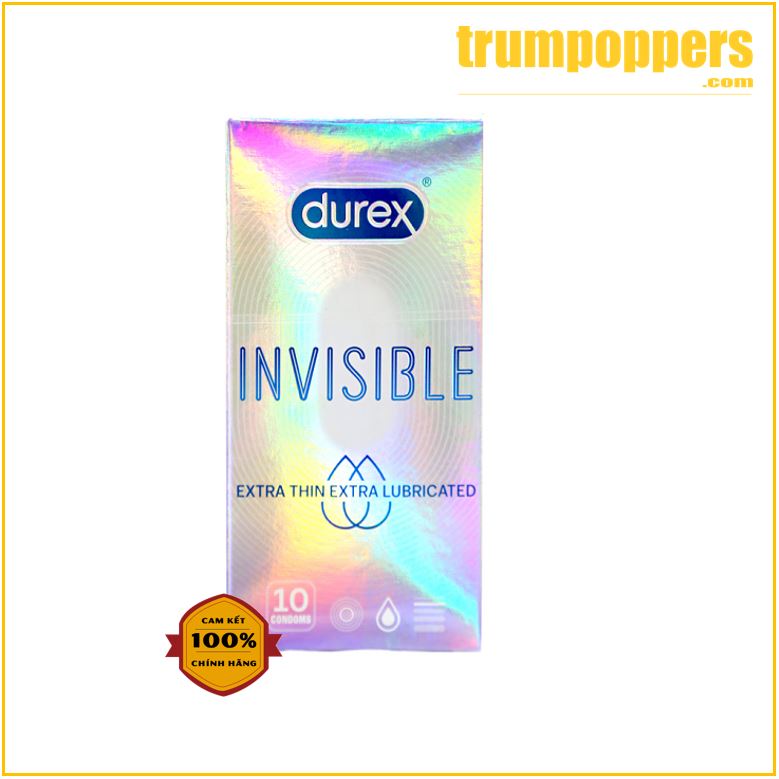 trumpoppers
.com
durex®
INVISIBLE
EXTRA THIN EXTRA LUBRICATED
10
CONDOMS
CAM KẾT
100%
CHÍNH HÃNG